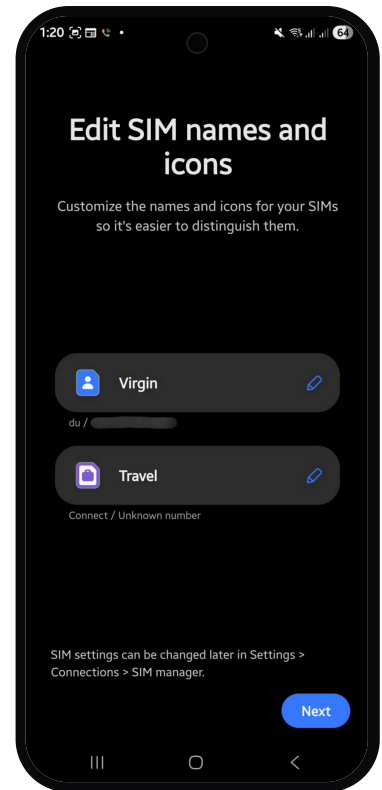 1:20
64
Edit SIM names and
icons
Customize the names and icons for your SIMs
so it's easier to distinguish them.
Virgin
du /
Travel
Connect / Unknown number
SIM settings can be changed later in Settings >
Connections > SIM manager.
Next